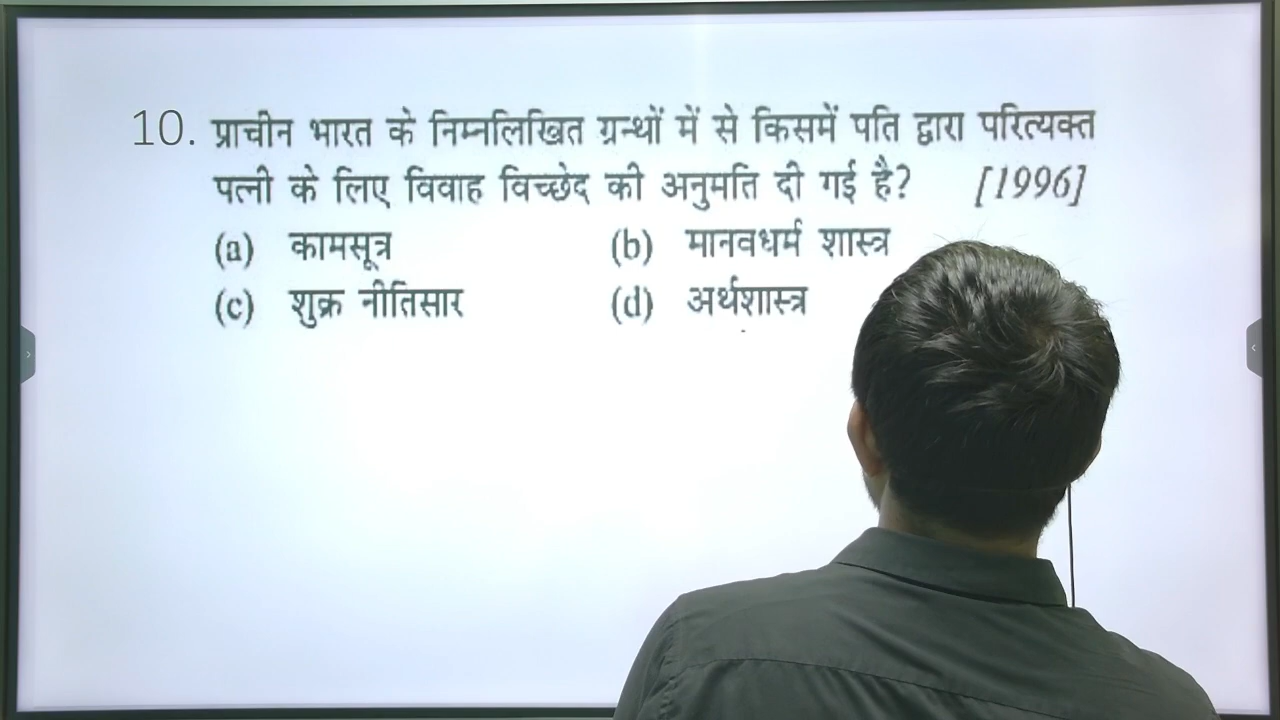 10. प्राचीन भारत के निम्नलिखित ग्रन्थों में से किसमें पति द्वारा परित्यक्त
पत्नी के लिए विवाह विच्छेद की अनुमति दी गई है? [1996]
(a) कामसूत्र (b) मानवधर्म शास्त्र
(c) शुक्र नीतिसार (d) अर्थशास्त्र